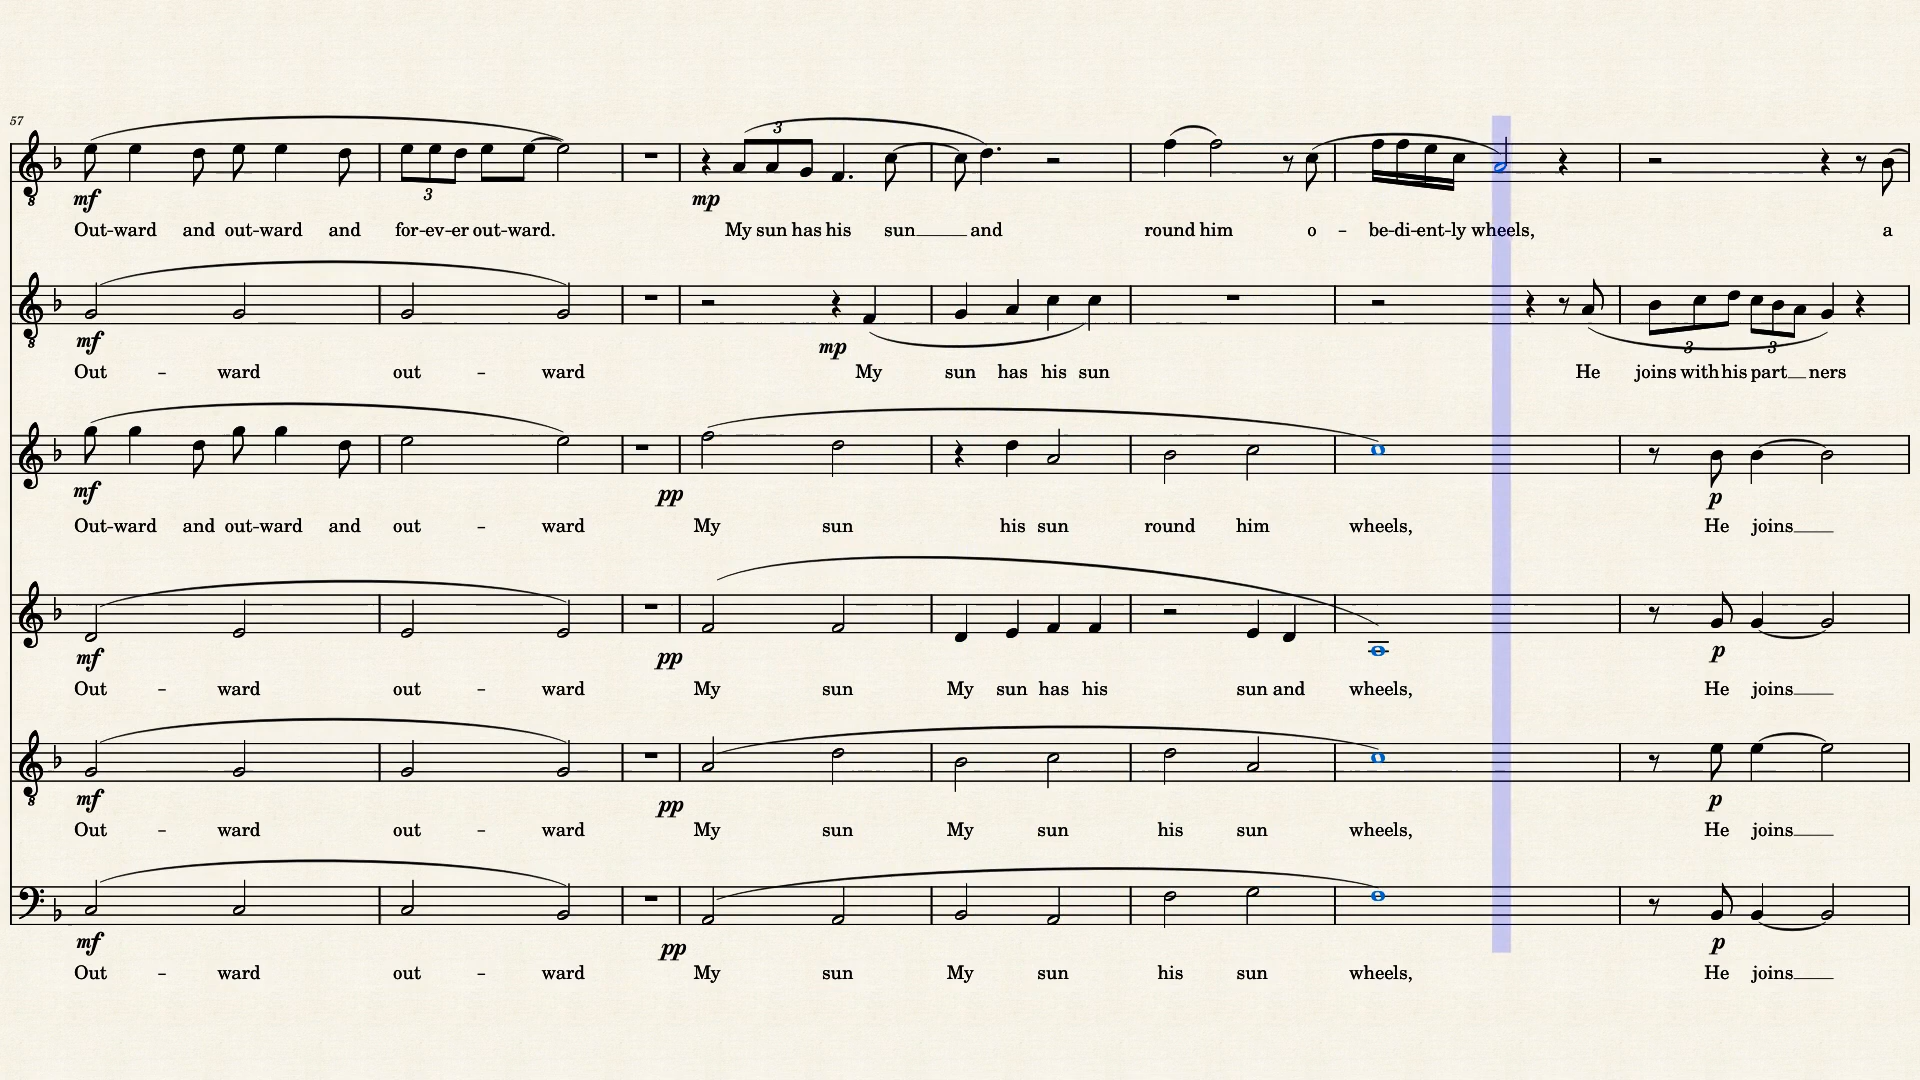 57
3
3
mf mp
Out-ward and out-ward and for-ev-er out-ward. My sun has his sun and round him o - be-di-ent-ly wheels, a
mf mp 3 3
Out - ward out - ward My sun has his sun He joins with his part ners
mf pp p
Out-ward and out-ward and out - ward My sun his sun round him wheels, He joins
mf pp p
Out - ward out - ward My sun My sun has his sun and wheels, He joins
mf pp p
Out - ward out - ward My sun My sun his sun wheels, He joins
mf pp p
Out - ward out - ward My sun My sun his sun wheels, He joins